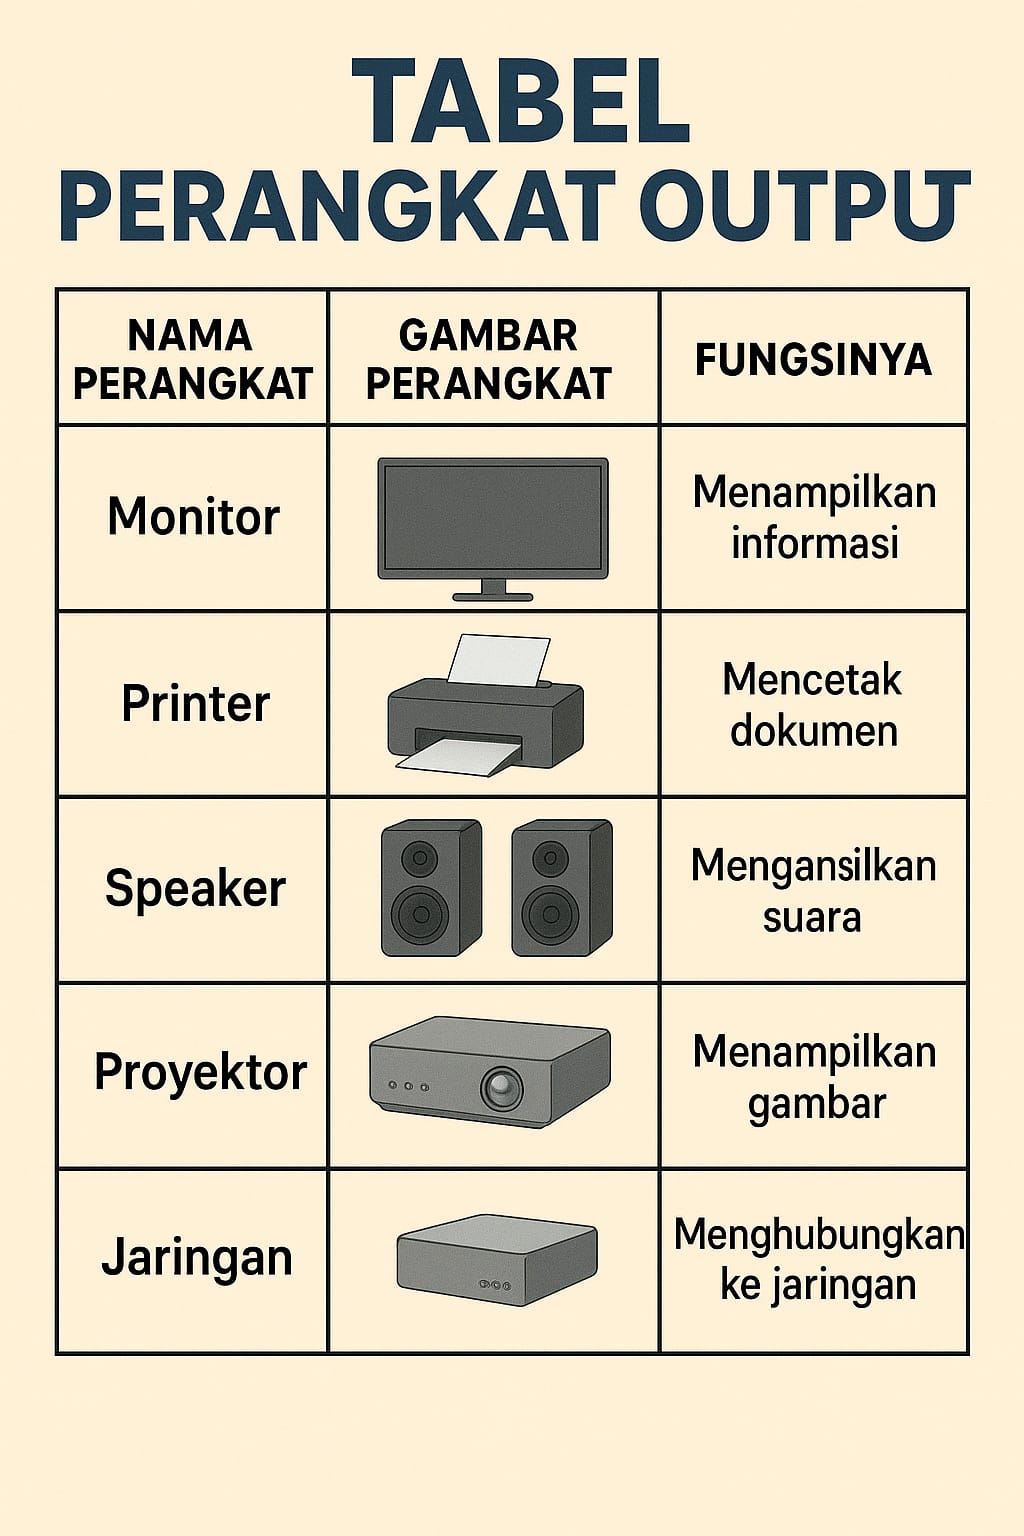 TABEL
PERANGKAT OUTPUT
NAMA
PERANGKAT
GAMBAR
PERANGKAT
FUNGSINYA
Monitor
Menampilkan
informasi
Printer
Mencetak
dokumen
Speaker
Mengansilkan
suara
Proyektor
Menampilkan
gambar
Jaringan
Menghubungkan
ke jaringan